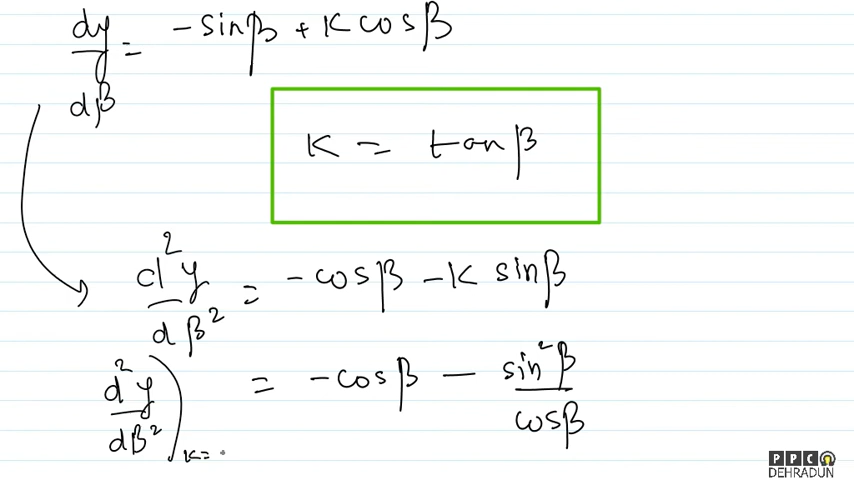 dy/dβ = -sinβ + K cosβ
K = tanβ
d²y/dβ² = -cosβ - K sinβ
d²y/dβ²)K= = -cosβ - sin²β/cosβ
PPC
DEHRADUN